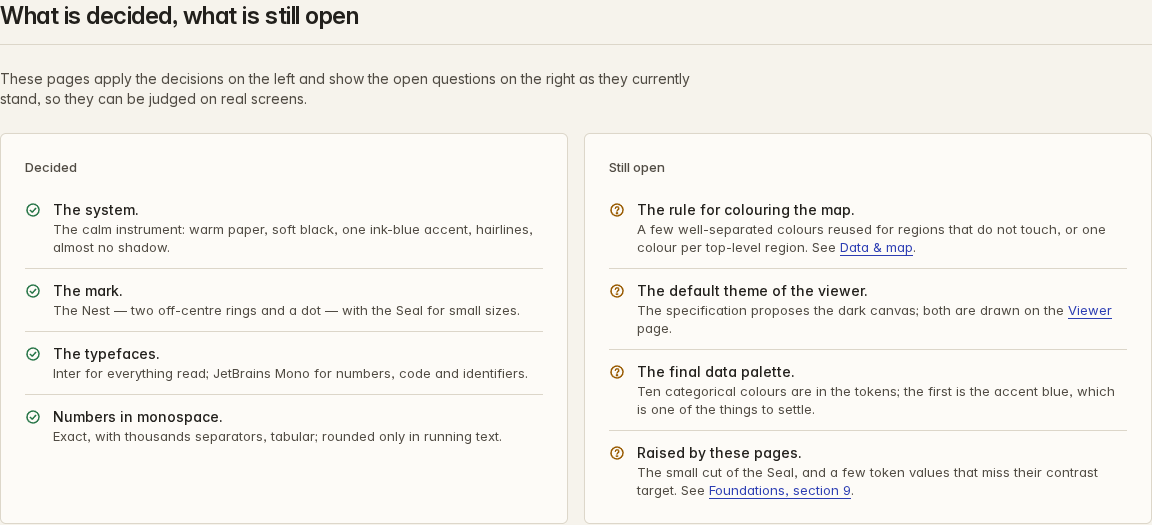 What is decided, what is still open
These pages apply the decisions on the left and show the open questions on the right as they currently
stand, so they can be judged on real screens.
Decided
The system.
The calm instrument: warm paper, soft black, one ink-blue accent, hairlines,
almost no shadow.
The mark.
The Nest — two off-centre rings and a dot — with the Seal for small sizes.
The typefaces.
Inter for everything read; JetBrains Mono for numbers, code and identifiers.
Numbers in monospace.
Exact, with thousands separators, tabular; rounded only in running text.
Still open
The rule for colouring the map.
A few well-separated colours reused for regions that do not touch, or one
colour per top-level region. See Data & map.
The default theme of the viewer.
The specification proposes the dark canvas; both are drawn on the Viewer
page.
The final data palette.
Ten categorical colours are in the tokens; the first is the accent blue, which
is one of the things to settle.
Raised by these pages.
The small cut of the Seal, and a few token values that miss their contrast
target. See Foundations, section 9.